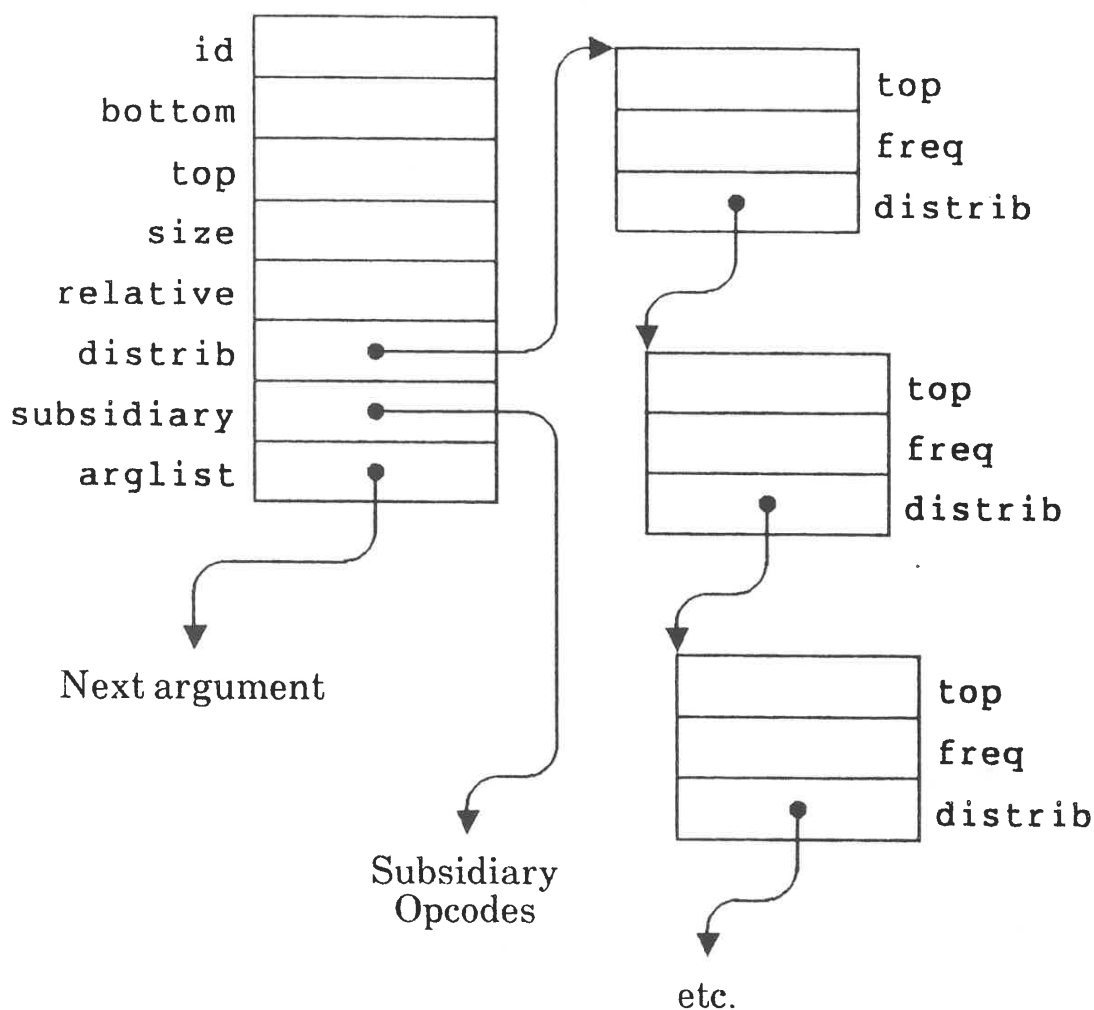 id
bottom
top
size
relative
distrib
subsidiary
arglist
Next argument
Subsidiary
Opcodes
top
freq
distrib
top
freq
distrib
top
freq
distrib
etc.